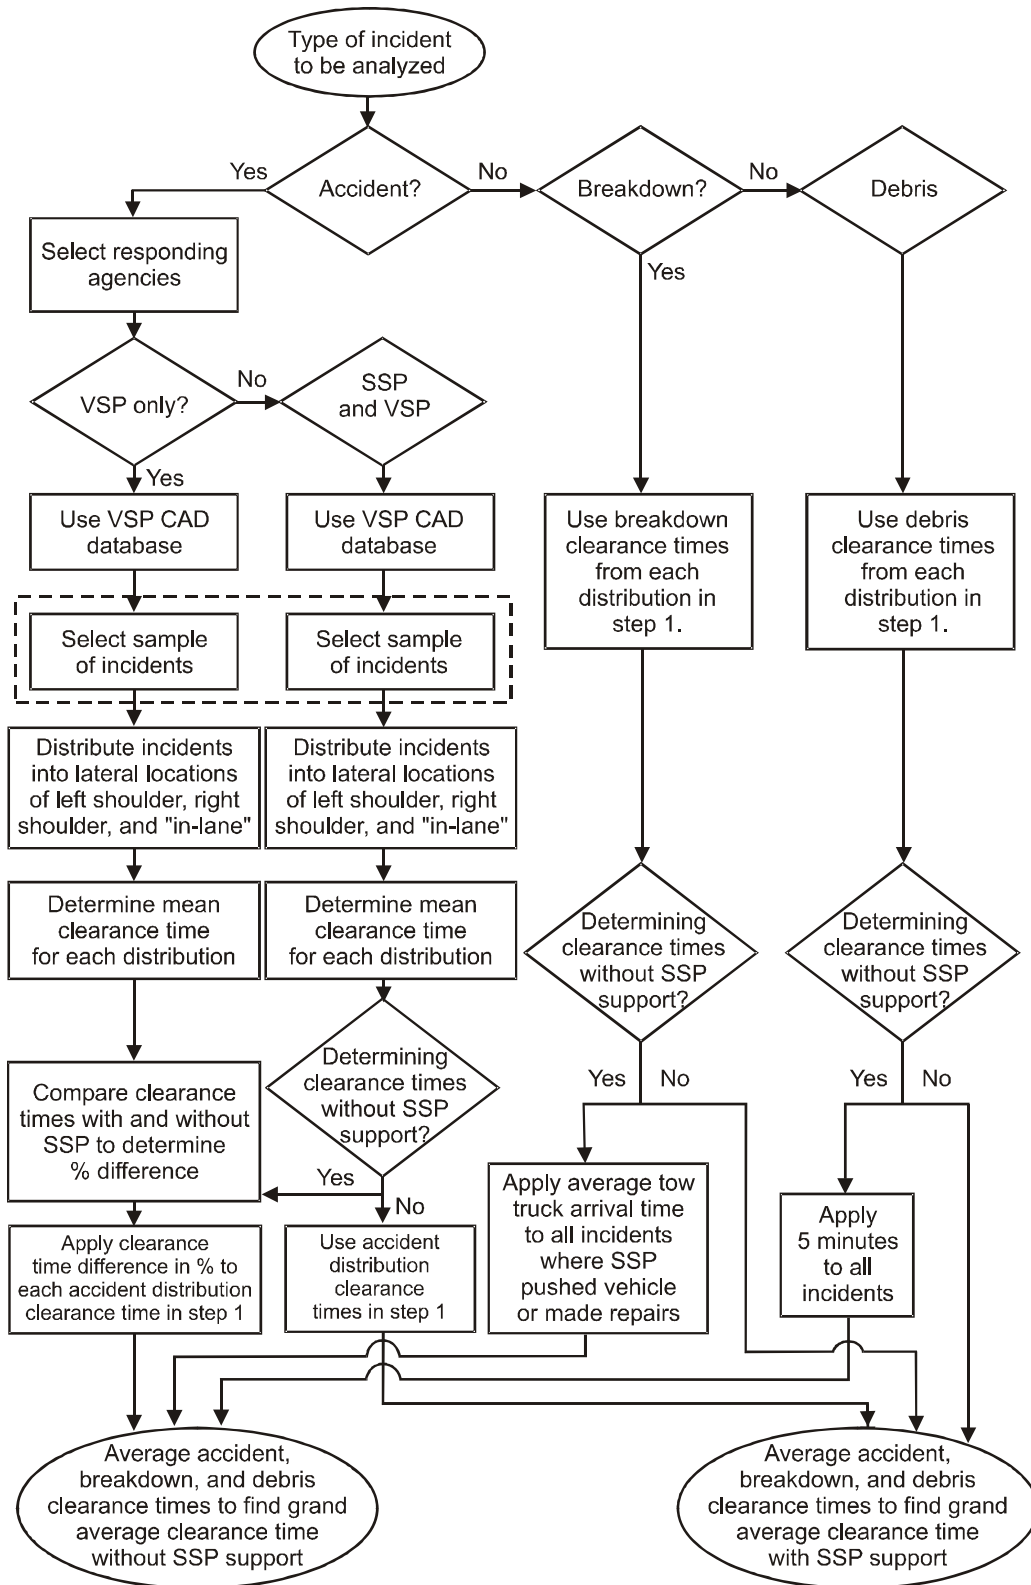 Type of incident
to be analyzed
Yes
Accident?
No
Breakdown?
No
Debris
Select responding
agencies
Yes
VSP only?
No
SSP
and VSP
Yes
Use VSP CAD
database
Use VSP CAD
database
Use breakdown
clearance times
from each
distribution in
step 1.
Use debris
clearance times
from each
distribution in
step 1.
Select sample
of incidents
Select sample
of incidents
Distribute incidents
into lateral locations
of left shoulder, right
shoulder, and "in-lane"
Distribute incidents
into lateral locations
of left shoulder, right
shoulder, and "in-lane"
Determine mean
clearance time
for each distribution
Determine mean
clearance time
for each distribution
Determining
clearance times
without SSP
support?
Determining
clearance times
without SSP
support?
Compare clearance
times with and without
SSP to determine
% difference
Determining
clearance times
without SSP
support?
Yes
No
Yes
No
Yes
No
Apply clearance
time difference in % to
each accident distribution
clearance time in step 1
Use accident
distribution
clearance
times in step 1
Apply average tow
truck arrival time
to all incidents
where SSP
pushed vehicle
or made repairs
Apply
5 minutes
to all
incidents
Average accident,
breakdown, and debris
clearance times to find grand
average clearance time
without SSP support
Average accident,
breakdown, and debris
clearance times to find grand
average clearance time
with SSP support